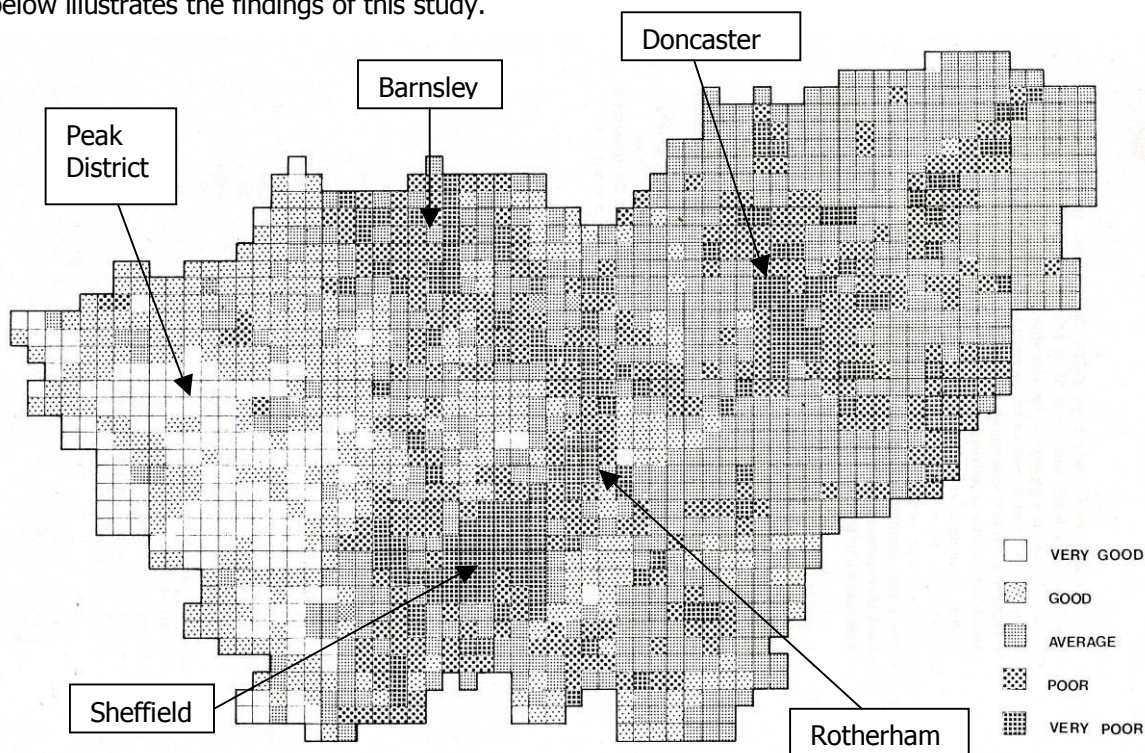 below illustrates the findings of this study.
Doncaster
Barnsley
Peak
District
Sheffield
Rotherham
VERY GOOD
GOOD
AVERAGE
POOR
VERY POOR